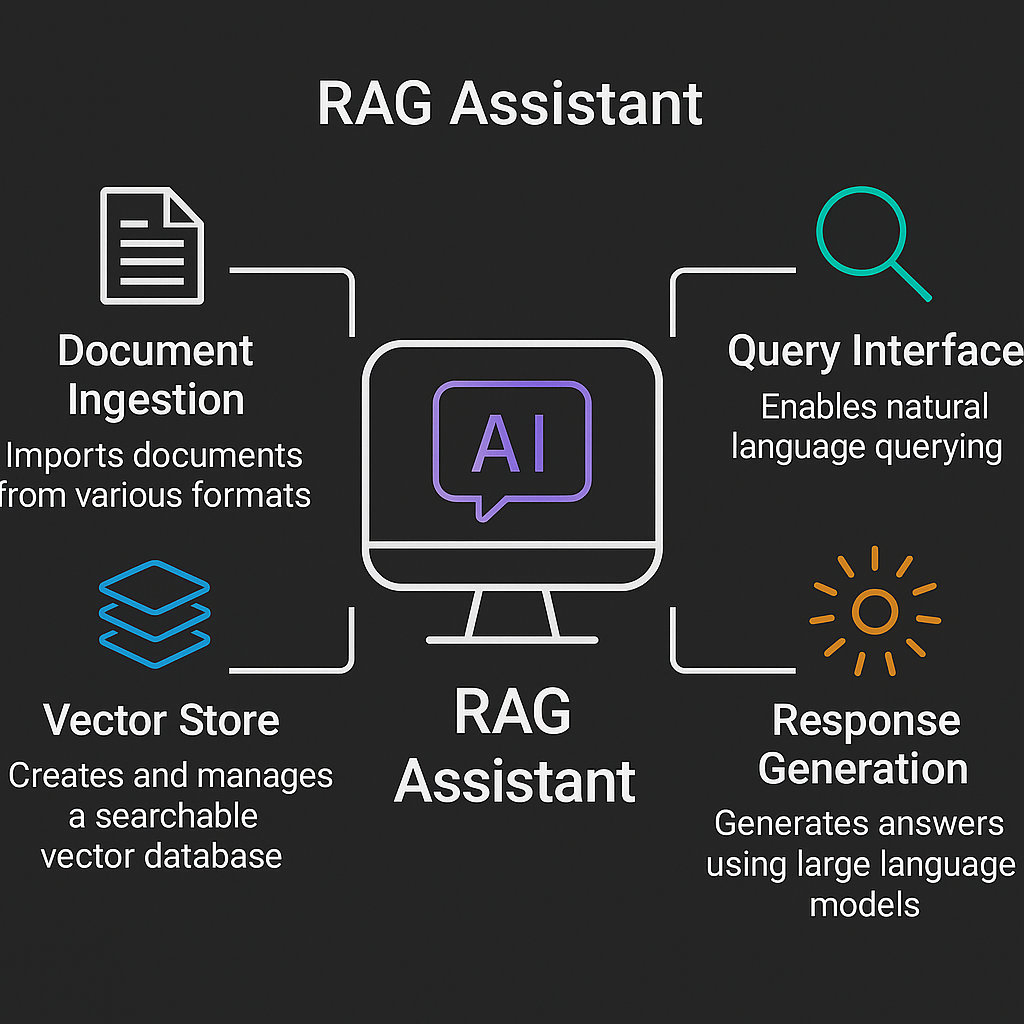 RAG Assistant
Document
Ingestion
Imports documents
from various formats
Query Interface
Enables natural
language querying
AI
Vector Store
Creates and manages
a searchable
vector database
RAG
Assistant
Response
Generation
Generates answers
using large language
models